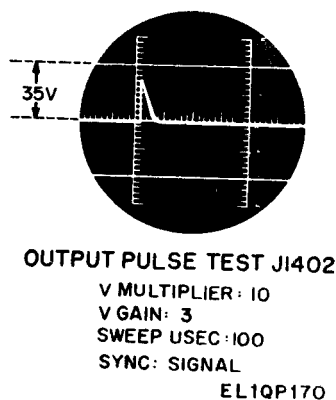 35V
OUTPUT PULSE TEST J1402
V MULTIPLIER: 10
V GAIN: 3
SWEEP USEC:100
SYNC: SIGNAL
EL1QP170